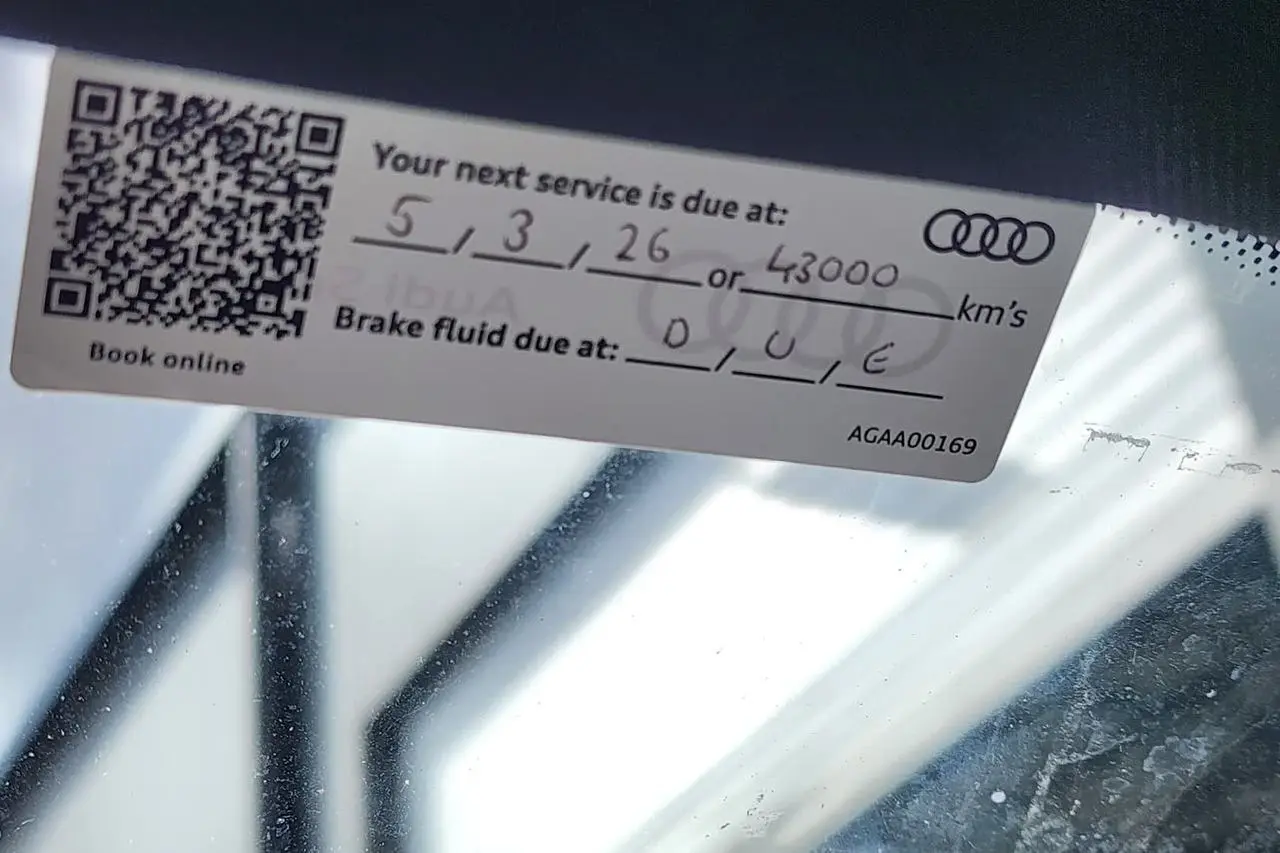 Your next service is due at:
5 / 3 / 26 or 43000 km's
Brake fluid due at: D / U / E
Book online
AGAA00169